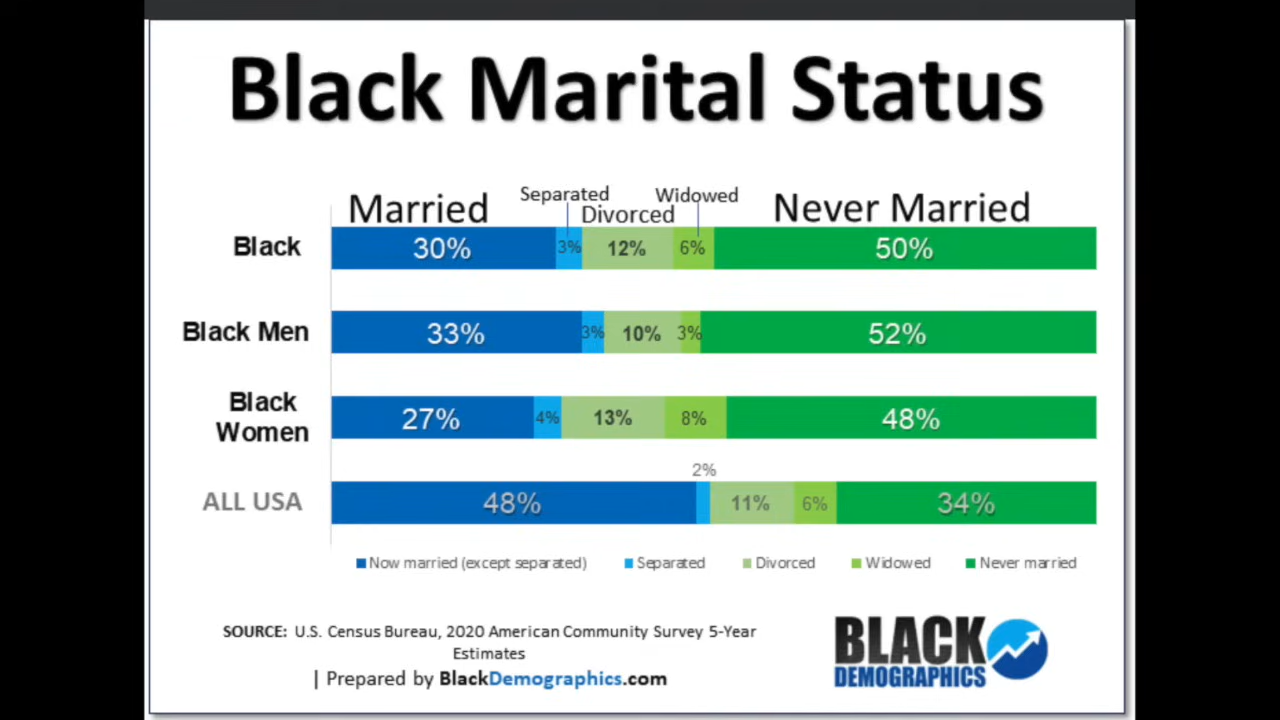 Black Marital Status
Married Separated Divorced Widowed Never Married
Black 30% 3% 12% 6% 50%
Black Men 33% 3% 10% 3% 52%
Black
Women 27% 4% 13% 8% 48%
2%
ALL USA 48% 11% 6% 34%
Now married (except separated) Separated Divorced Widowed Never married
SOURCE: U.S. Census Bureau, 2020 American Community Survey 5-Year
Estimates
| Prepared by BlackDemographics.com
BLACK
DEMOGRAPHICS